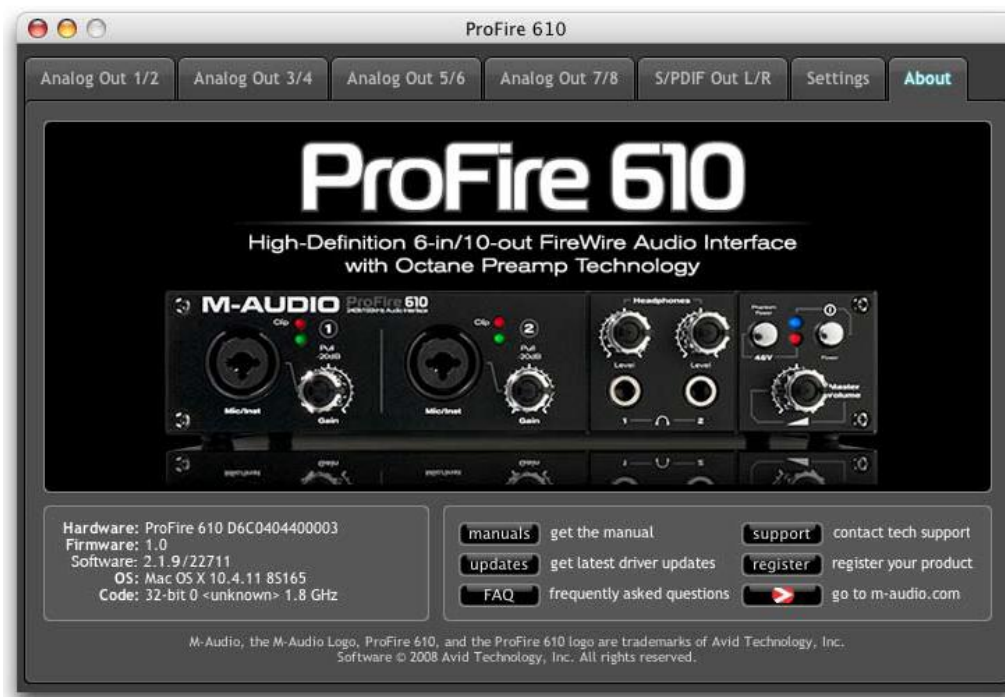 ProFire 610
Analog Out 1/2
Analog Out 3/4
Analog Out 5/6
Analog Out 7/8
S/PDIF Out L/R
Settings
About
ProFire 610
High-Definition 6-in/10-out FireWire Audio Interface
with Octane Preamp Technology
M-AUDIO ProFire 610
Headphones
Phantom
Power
Clip 1
Clip 2
Pull
-20dB
Pull
-20dB
48V
Power
Level
Level
Master
Volume
Mic/Inst
Gain
Mic/Inst
Gain
1
2
Hardware: ProFire 610 D6C0404400003
Firmware: 1.0
Software: 2.1.9/22711
OS: Mac OS X 10.4.11 8S165
Code: 32-bit 0 <unknown> 1.8 GHz
manuals get the manual
updates get latest driver updates
FAQ frequently asked questions
support contact tech support
register register your product
go to m-audio.com
M-Audio, the M-Audio Logo, ProFire 610, and the ProFire 610 logo are trademarks of Avid Technology, Inc.
Software © 2008 Avid Technology, Inc. All rights reserved.